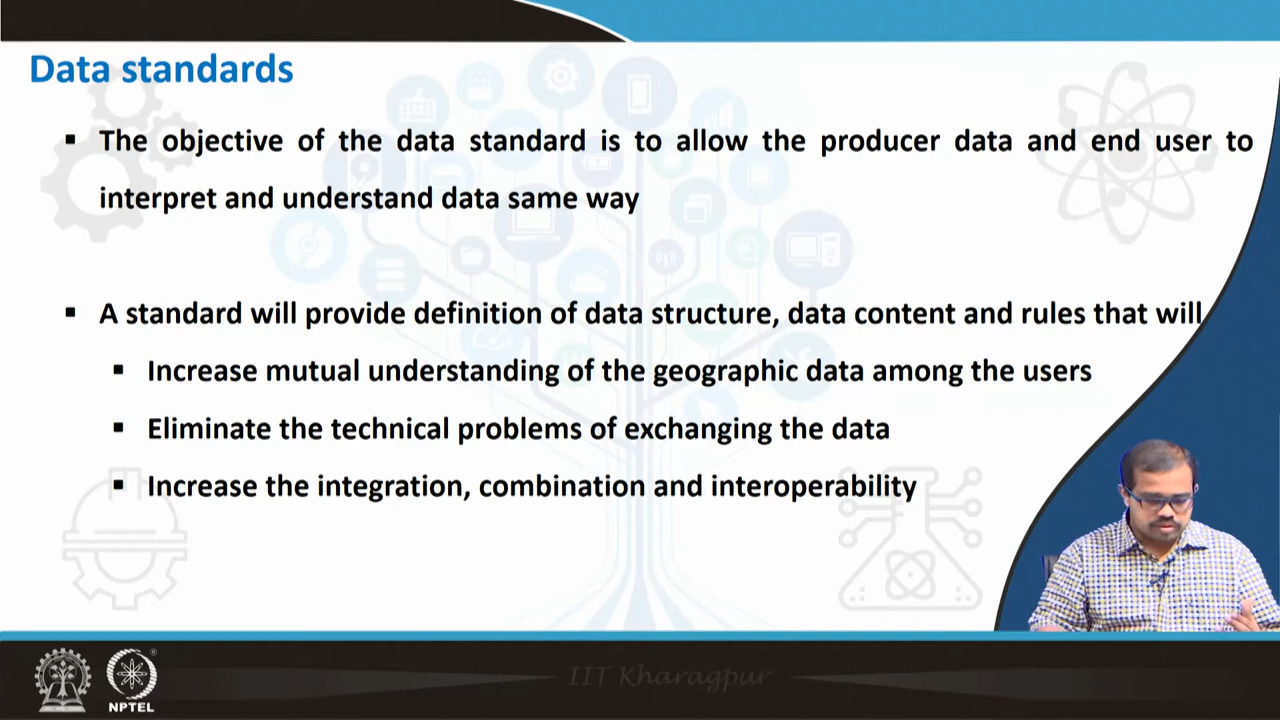 Data standards
▪ The objective of the data standard is to allow the producer data and end user to
interpret and understand data same way
▪ A standard will provide definition of data structure, data content and rules that will
▪ Increase mutual understanding of the geographic data among the users
▪ Eliminate the technical problems of exchanging the data
▪ Increase the integration, combination and interoperability
IIT Kharagpur
NPTEL